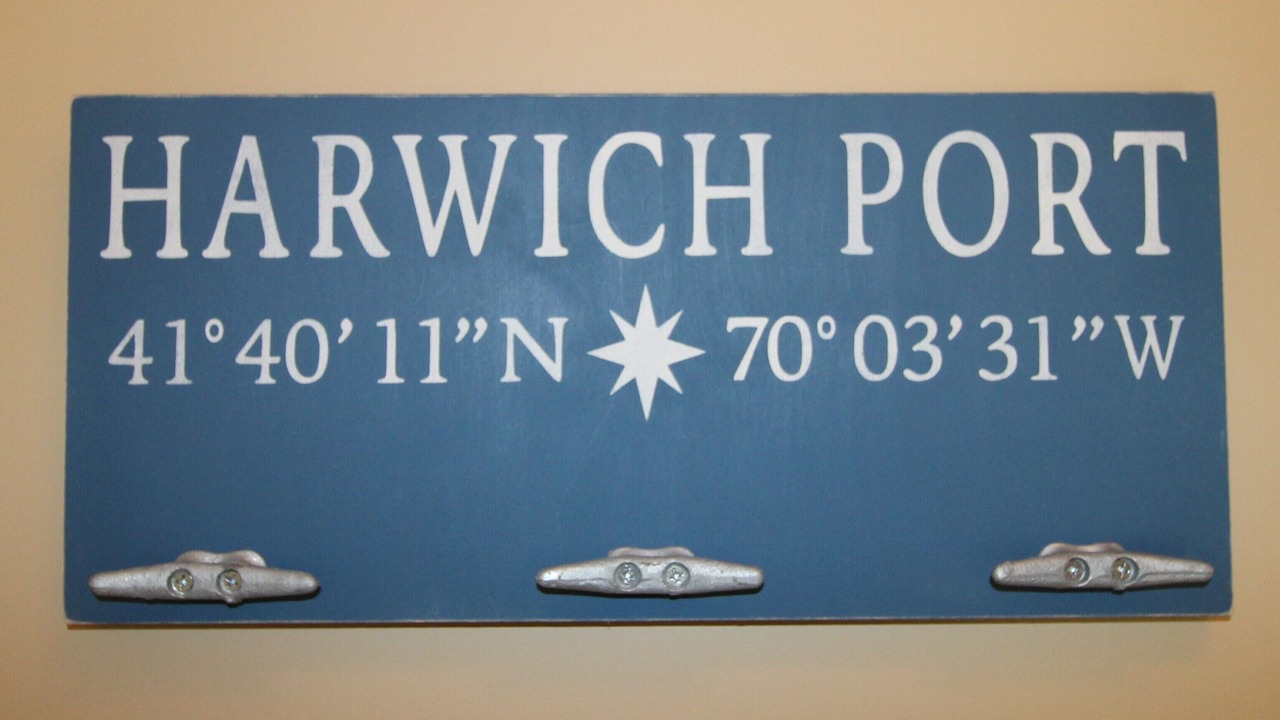 HARWICH PORT
41° 40’ 11” N 70° 03’ 31” W